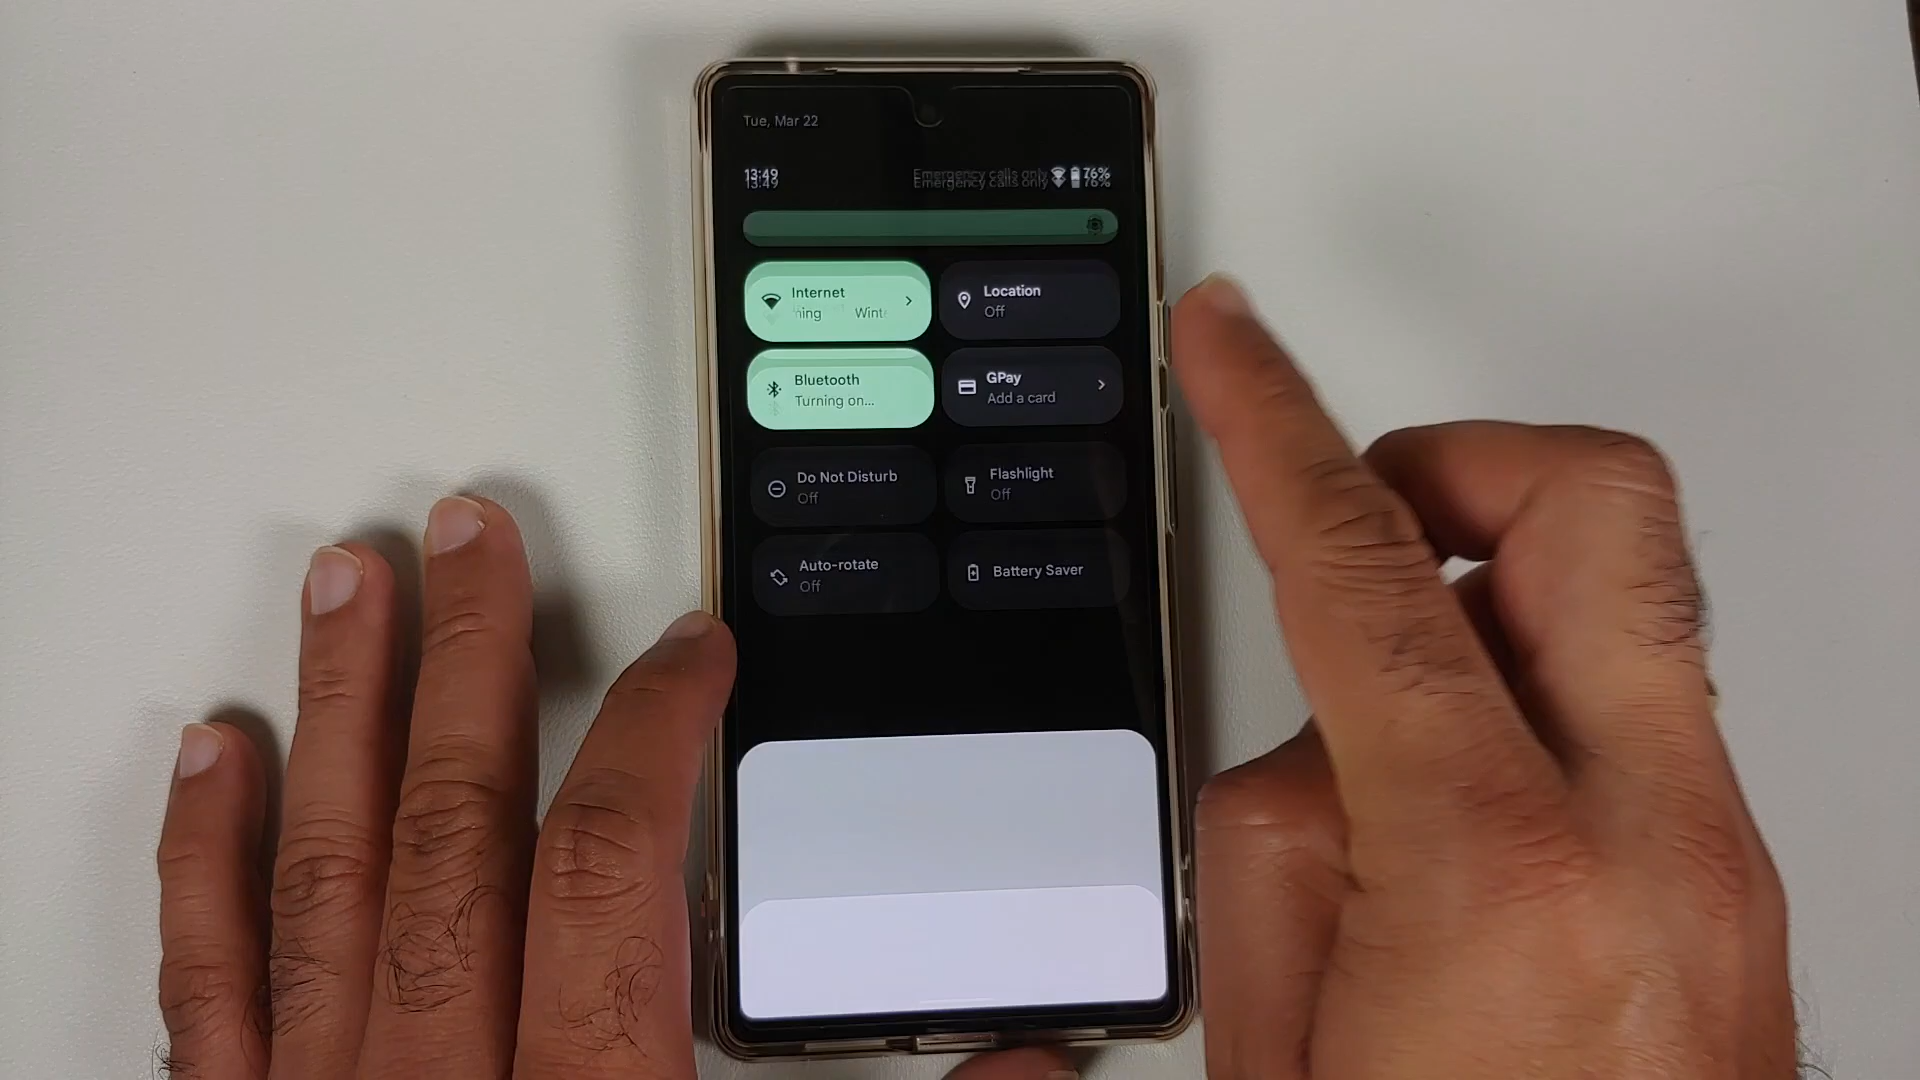 Tue, Mar 22
13:49 Emergency calls only 76%
Internet
Location
Off
Bluetooth
Turning on...
GPay
Add a card
Do Not Disturb
Off
Flashlight
Off
Auto-rotate
Off
Battery Saver